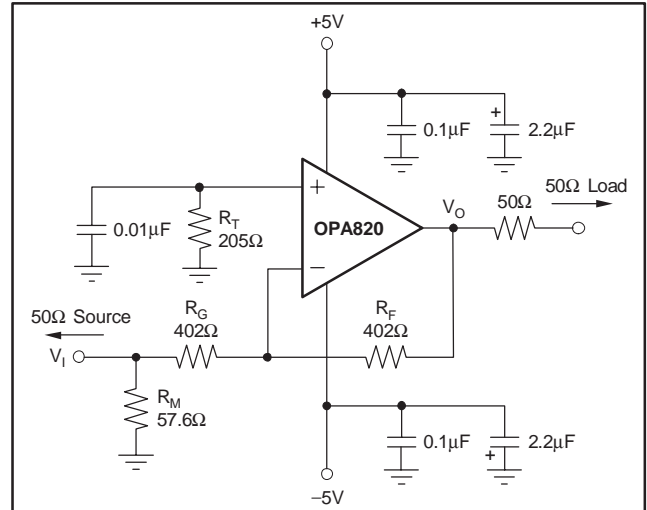 +5V
0.1µF
+
2.2µF
50Ω Load
+
OPA820
−
V_O
50Ω
0.01µF
R_T
205Ω
50Ω Source
V_I
R_G
402Ω
R_F
402Ω
R_M
57.6Ω
0.1µF
+
2.2µF
−5V